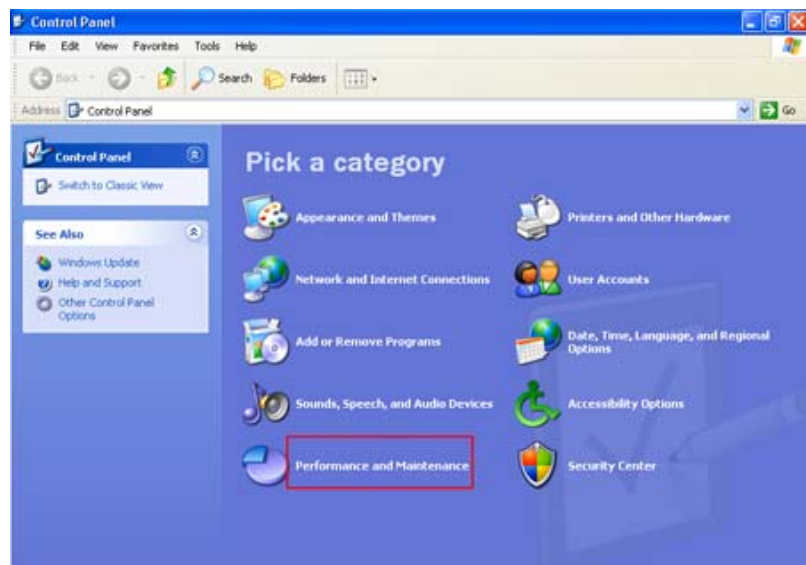 Control Panel
File Edit View Favorites Tools Help
Back Search Folders
Address Control Panel Go
Control Panel
Switch to Classic View
See Also
Windows Update
Help and Support
Other Control Panel
Options
Pick a category
Appearance and Themes
Printers and Other Hardware
Network and Internet Connections
User Accounts
Add or Remove Programs
Date, Time, Language, and Regional
Options
Sounds, Speech, and Audio Devices
Accessibility Options
Performance and Maintenance
Security Center